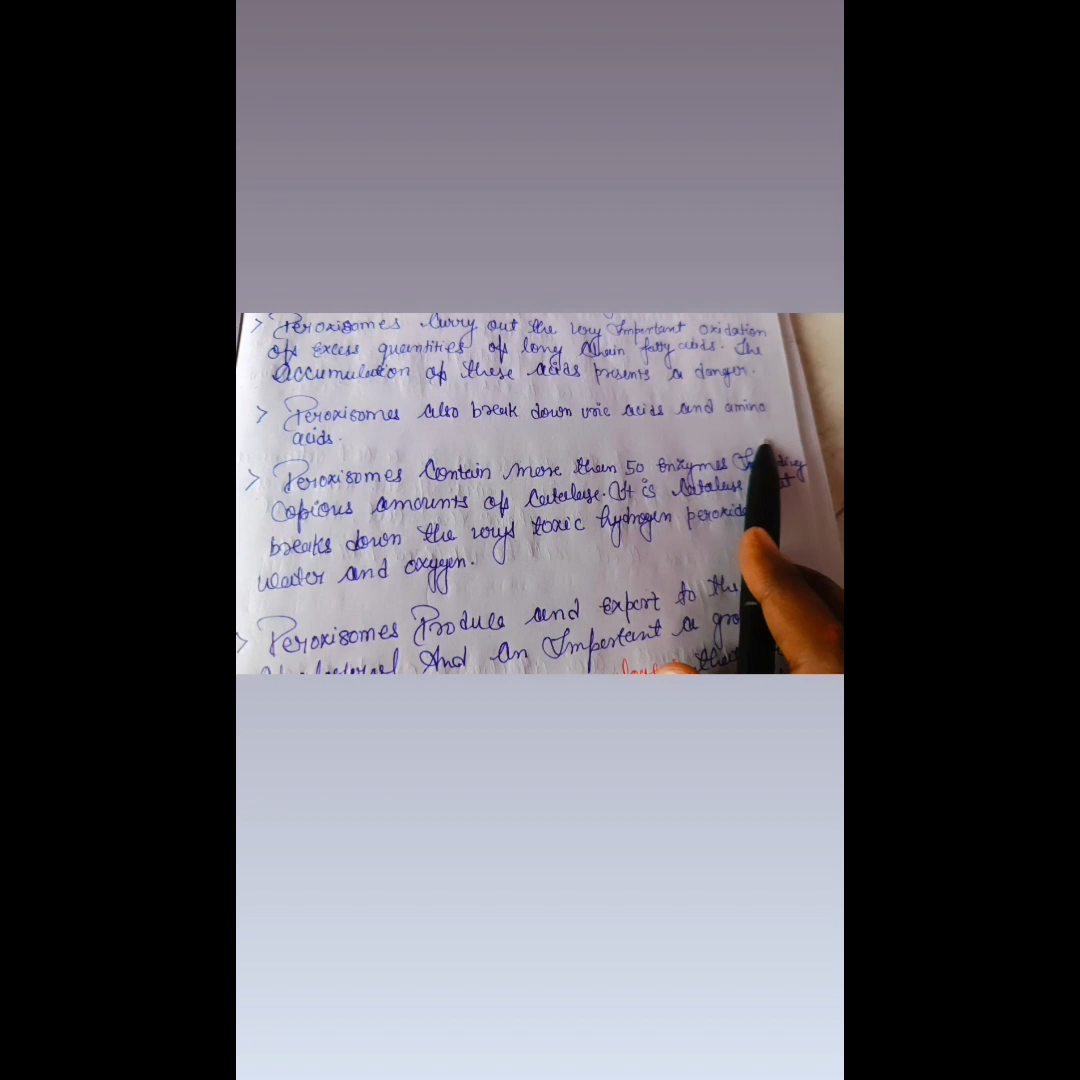 > Peroxisomes Carry out the very Important oxidation
of excess quantities of long chain fatty acids. The
Accumulation of these acids presents a danger.
> Peroxisomes also break down uric acids and amino
acids.
> Peroxisomes Contain more than 50 Enzymes
Copious amounts of Catalase. It is Catalase
breaks down the very toxic hydrogen peroxide
water and oxygen.
> Peroxisomes Produce and export to the
And an Important a